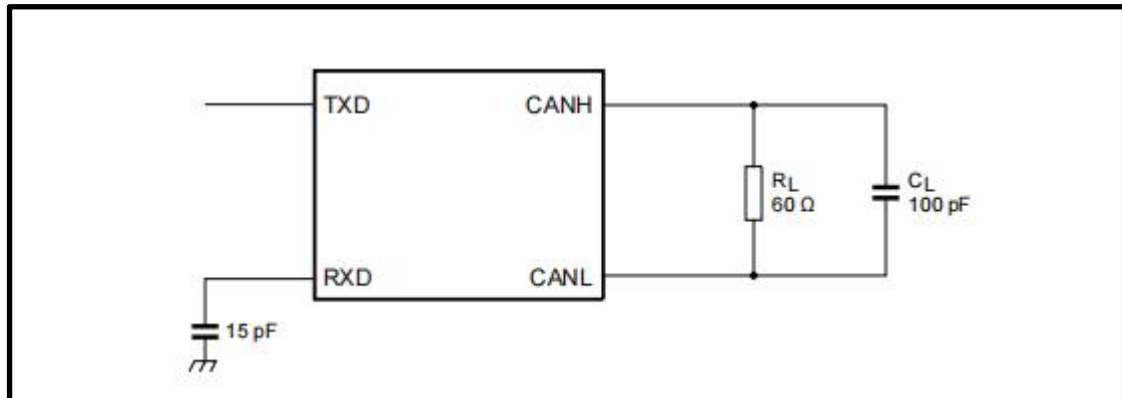 TXD
CANH
RL
60 Ω
CL
100 pF
RXD
CANL
15 pF